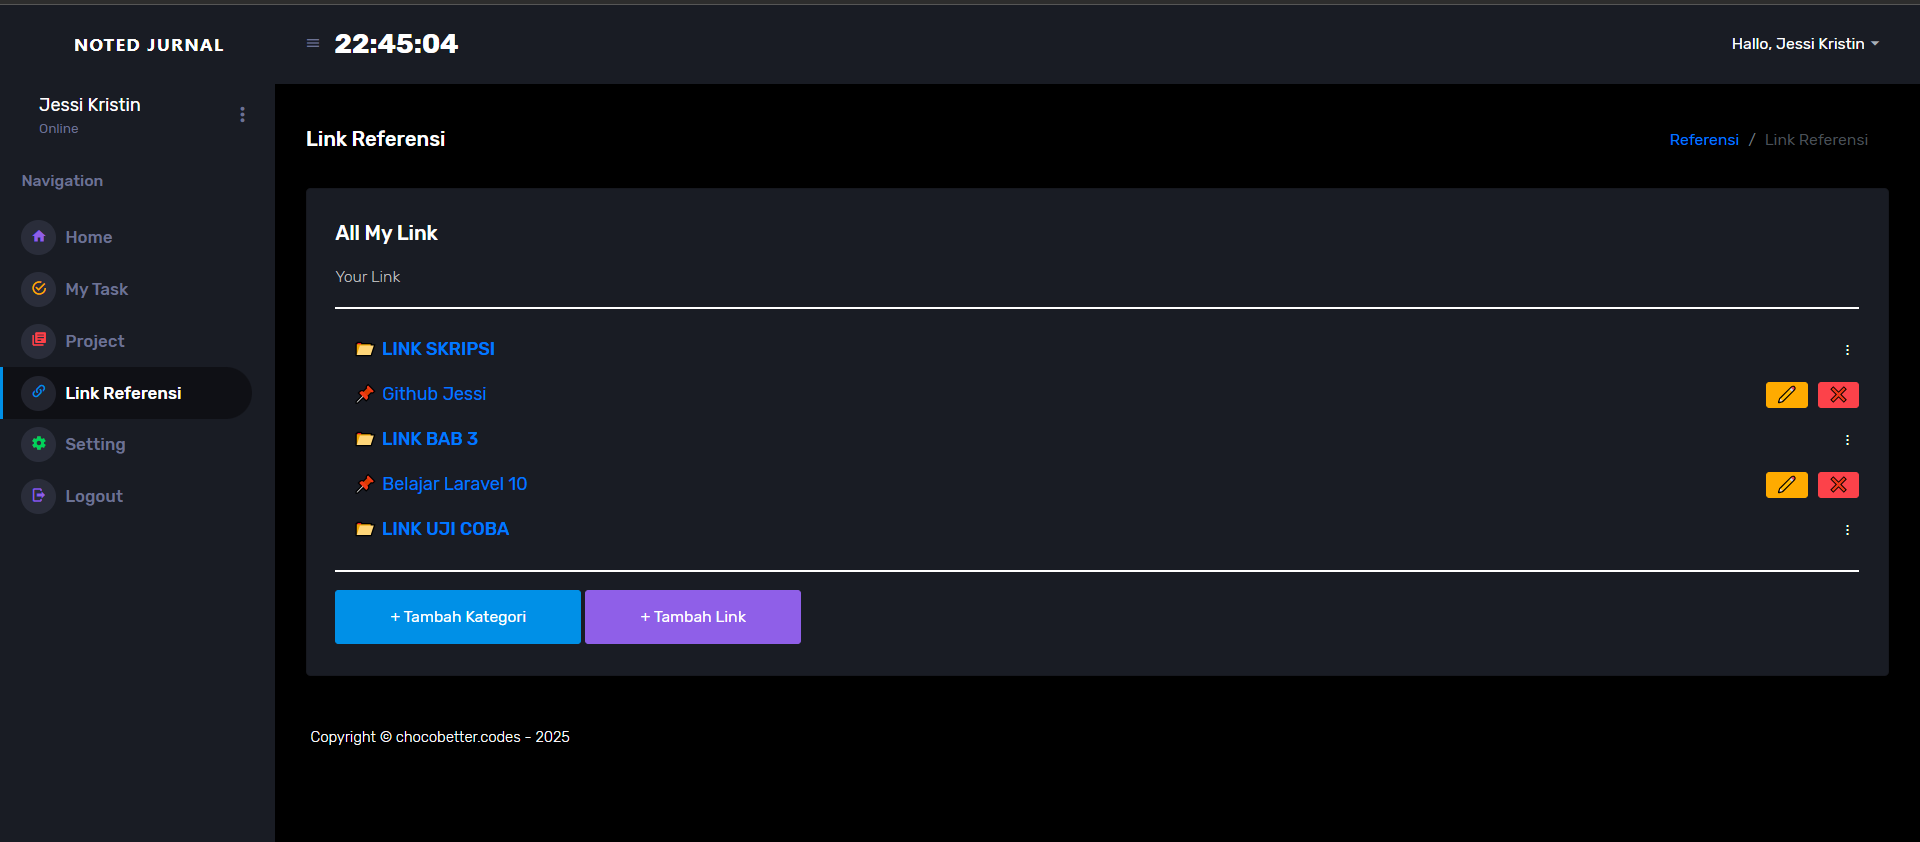 NOTED JURNAL
22:45:04
Hallo, Jessi Kristin
Jessi Kristin
Online
Navigation
Home
My Task
Project
Link Referensi
Setting
Logout
Link Referensi
Referensi / Link Referensi
All My Link
Your Link
LINK SKRIPSI
Github Jessi
LINK BAB 3
Belajar Laravel 10
LINK UJI COBA
+ Tambah Kategori
+ Tambah Link
Copyright © chocobetter.codes - 2025